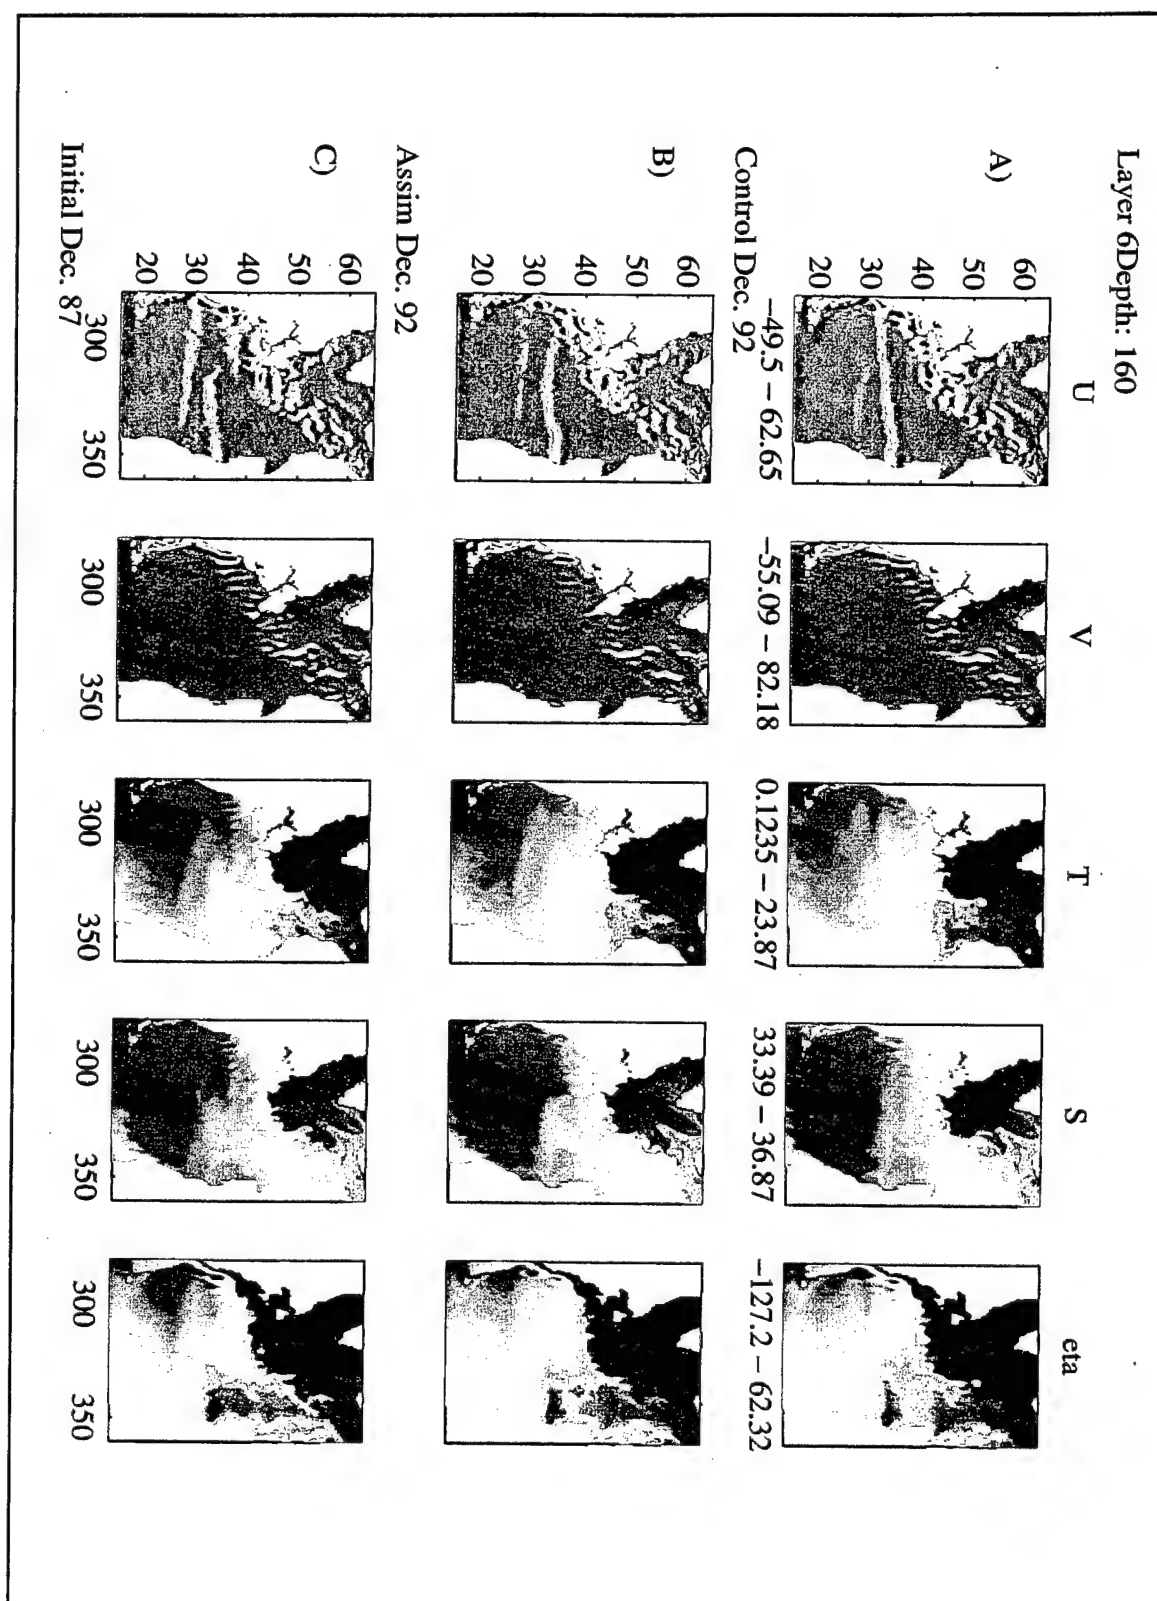 Layer 6Depth: 160
U V T S eta
A)
60
50
40
30
20
−49.5 − 62.65 −55.09 − 82.18 0.1235 − 23.87 33.39 − 36.87 −127.2 − 62.32
Control Dec. 92
B)
60
50
40
30
20
Assim Dec. 92
C)
60
50
40
30
20
300 350 300 350 300 350 300 350 300 350
Initial Dec. 87